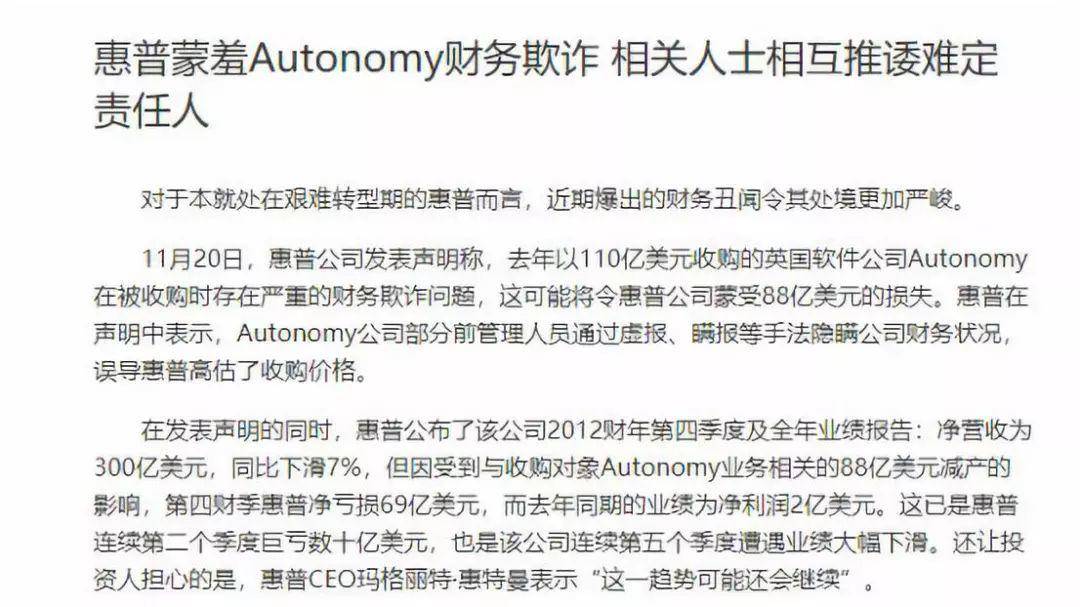 惠普蒙羞Autonomy财务欺诈 相关人士相互推诿难定
责任人
对于本就处在艰难转型期的惠普而言，近期爆出的财务丑闻令其处境更加严峻。
11月20日，惠普公司发表声明称，去年以110亿美元收购的英国软件公司Autonomy
在被收购时存在严重的财务欺诈问题，这可能将令惠普公司蒙受88亿美元的损失。惠普在
声明中表示，Autonomy公司部分前管理人员通过虚报、瞒报等手法隐瞒公司财务状况，
误导惠普高估了收购价格。
在发表声明的同时，惠普公布了该公司2012财年第四季度及全年业绩报告：净营收为
300亿美元，同比下滑7%，但因受到与收购对象Autonomy业务相关的88亿美元减产的
影响，第四财季惠普净亏损69亿美元，而去年同期的业绩为净利润2亿美元。这已是惠普
连续第二个季度巨亏数十亿美元，也是该公司连续第五个季度遭遇业绩大幅下滑。还让投
资人担心的是，惠普CEO玛格丽特·惠特曼表示“这一趋势可能还会继续”。